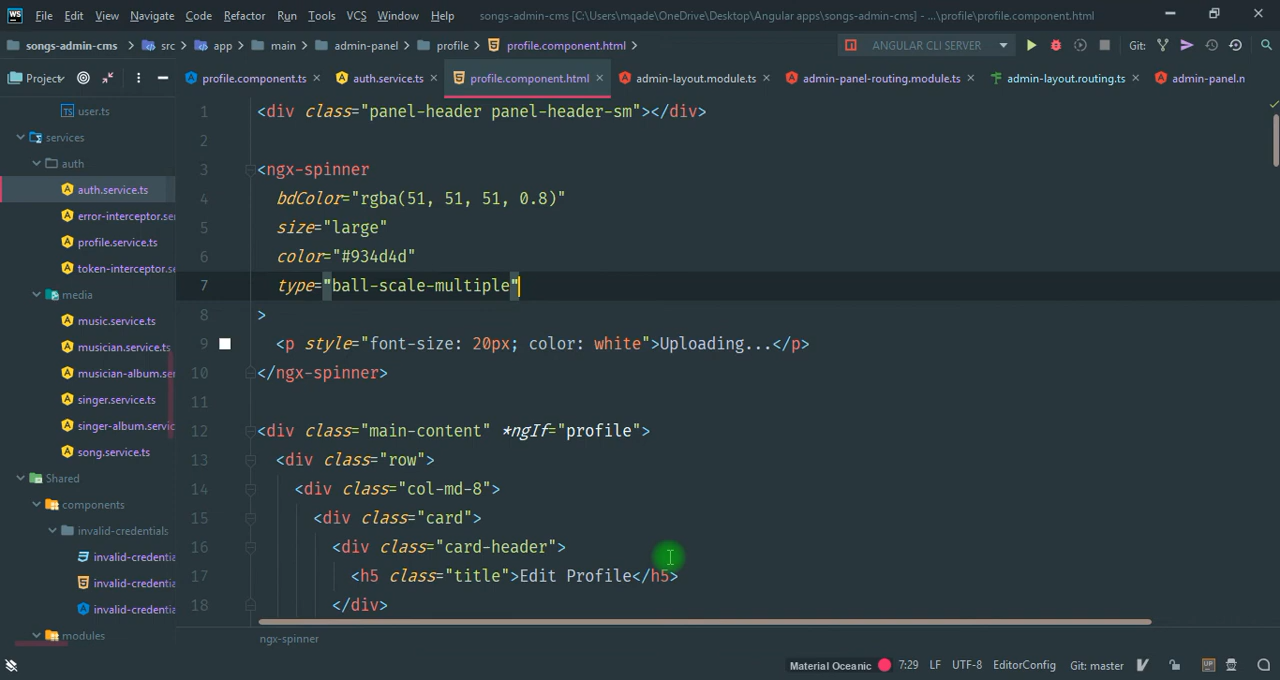 WS File Edit View Navigate Code Refactor Run Tools VCS Window Help songs-admin-cms [C:\Users\mqade\OneDrive\Desktop\Angular apps\songs-admin-cms] - ...\profile\profile.component.html
songs-admin-cms src app main admin-panel profile profile.component.html ANGULAR CLI SERVER Git:
Project profile.component.ts auth.service.ts profile.component.html admin-layout.module.ts admin-panel-routing.module.ts admin-layout.routing.ts admin-panel.n
user.ts
services
auth
auth.service.ts
error-interceptor.se
profile.service.ts
token-interceptor.se
media
music.service.ts
musician.service.ts
musician-album.ser
singer.service.ts
singer-album.servic
song.service.ts
Shared
components
invalid-credentials
invalid-credentia
invalid-credentia
invalid-credentia
modules
1 <div class="panel-header panel-header-sm"></div>
2
3 <ngx-spinner
4 bdColor="rgba(51, 51, 51, 0.8)"
5 size="large"
6 color="#934d4d"
7 type="ball-scale-multiple"
8 >
9 <p style="font-size: 20px; color: white">Uploading...</p>
10 </ngx-spinner>
11
12 <div class="main-content" *ngIf="profile">
13 <div class="row">
14 <div class="col-md-8">
15 <div class="card">
16 <div class="card-header">
17 <h5 class="title">Edit Profile</h5>
18 </div>
ngx-spinner
Material Oceanic 7:29 LF UTF-8 EditorConfig Git: master